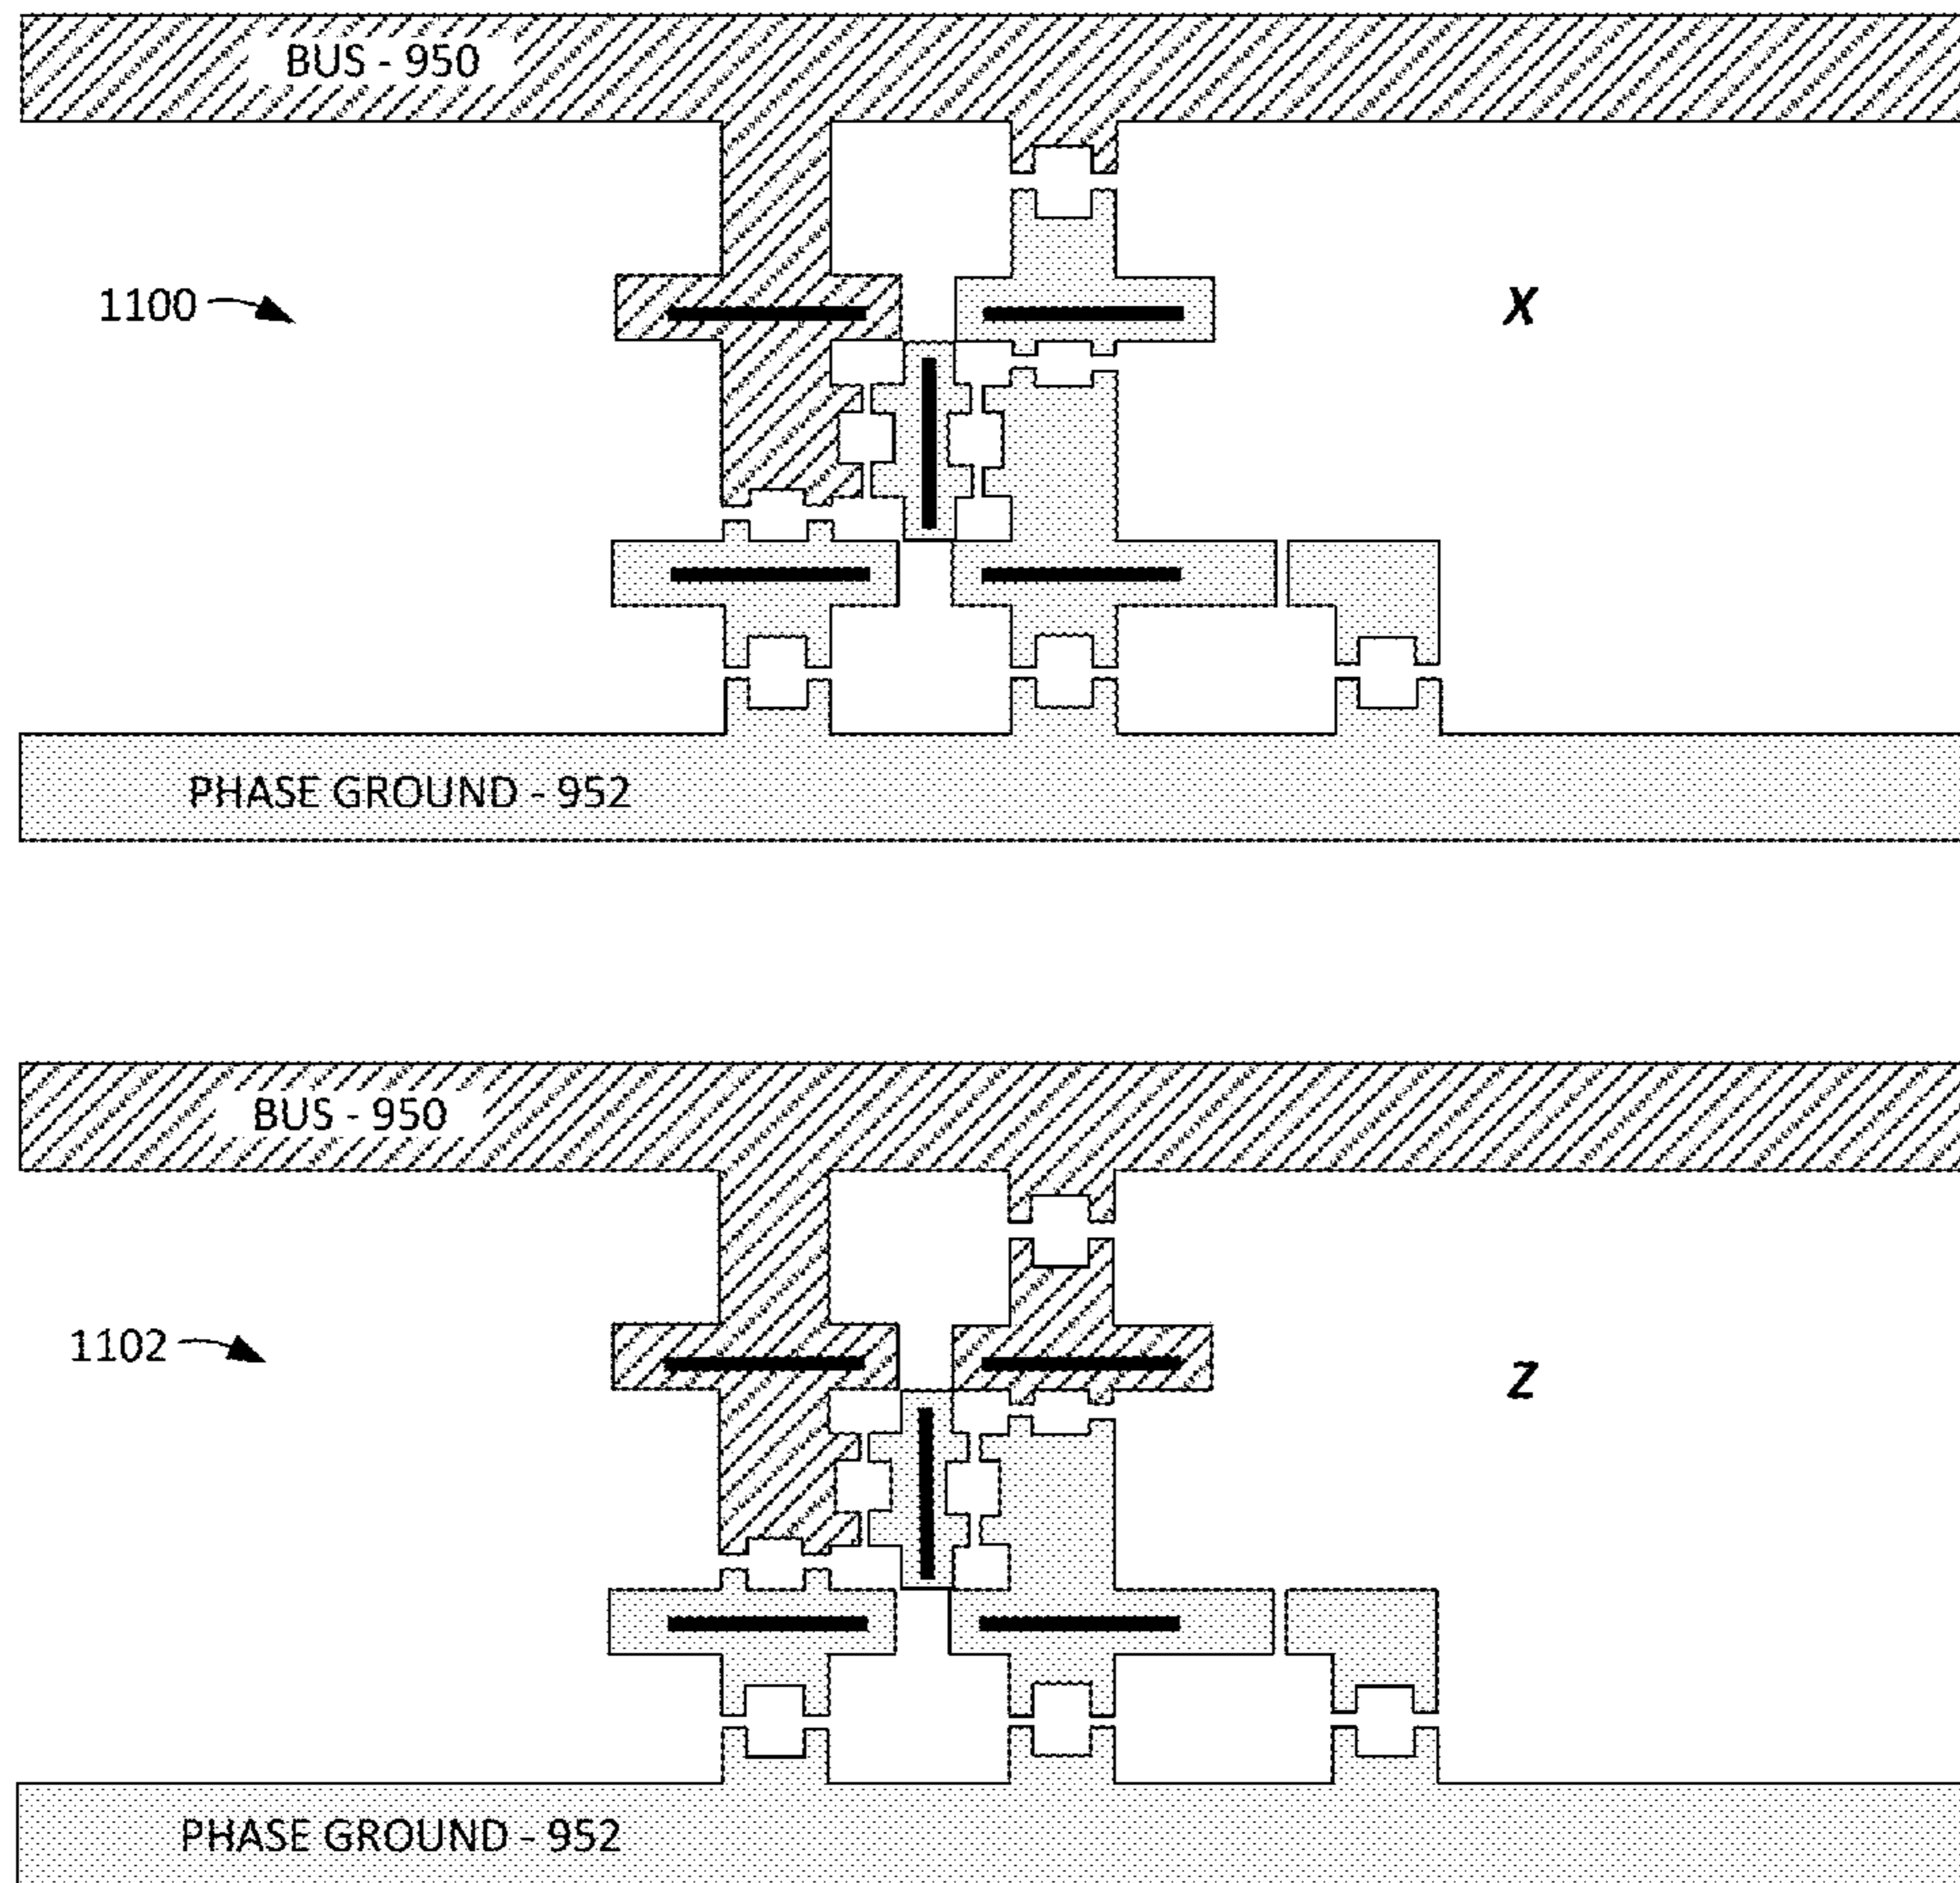 BUS - 950
1100
X
PHASE GROUND - 952
BUS - 950
1102
Z
PHASE GROUND - 952